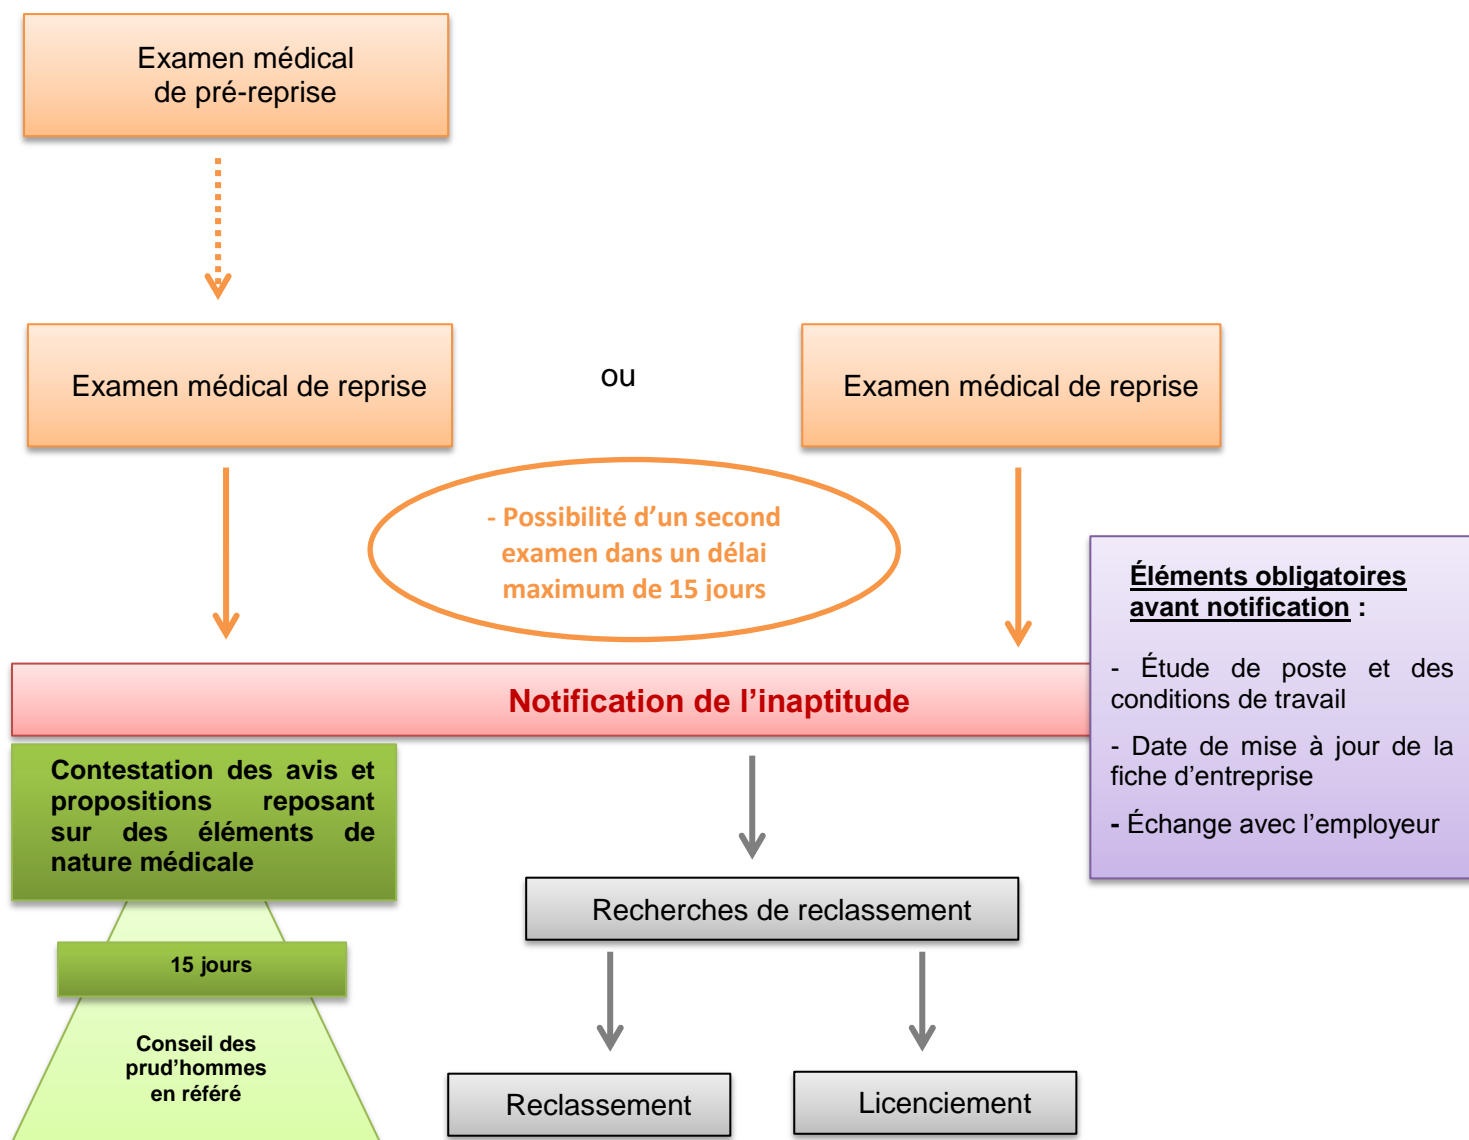 Examen médical
de pré-reprise
Examen médical de reprise
ou
Examen médical de reprise
- Possibilité d’un second
examen dans un délai
maximum de 15 jours
Éléments obligatoires
avant notification :
- Étude de poste et des
conditions de travail
- Date de mise à jour de la
fiche d’entreprise
- Échange avec l’employeur
Notification de l’inaptitude
Contestation des avis et
propositions reposant
sur des éléments de
nature médicale
15 jours
Conseil des
prud’hommes
en référé
Recherches de reclassement
Reclassement
Licenciement